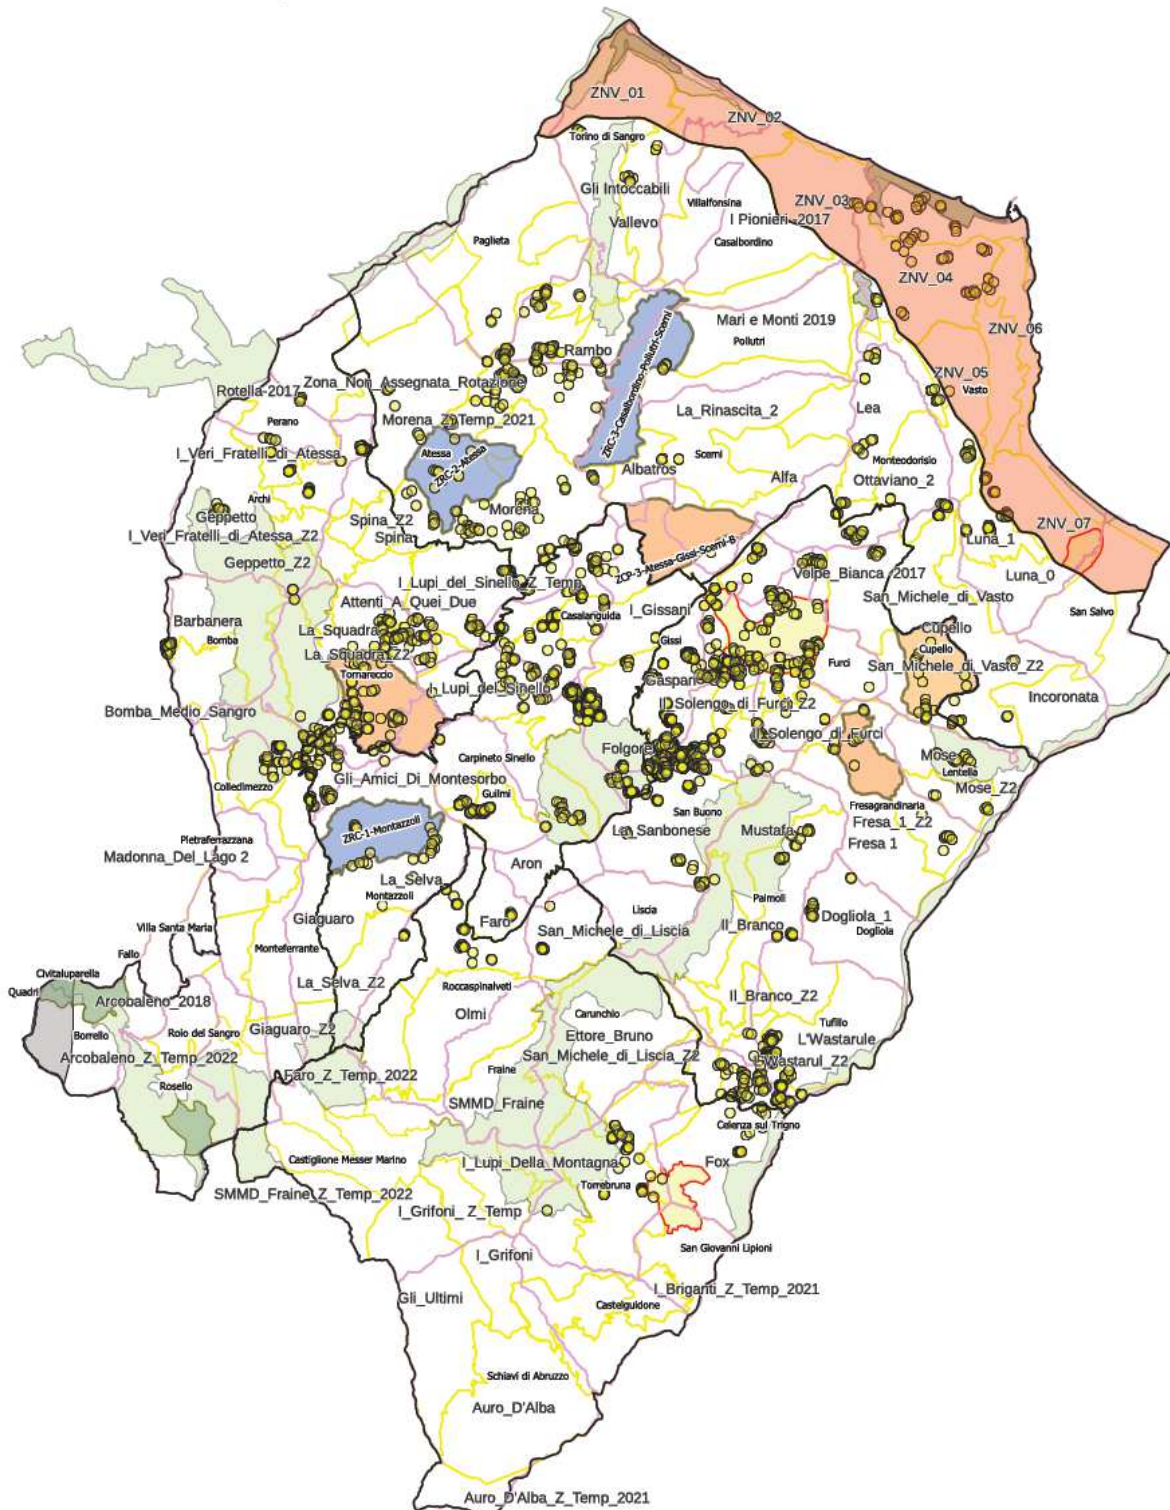 ZNV_01
ZNV_02
Torino di Sangro
Gli Intoccabili
Villalfonsina
ZNV_03
Vallevo
I Pionieri -2017
Paglieta
Casalbordino
ZNV_04
Mari e Monti 2019
ZNV_06
Pollutri
Rambo
ZRC-3-Casalbordino-Pollutri-Scerni
ZNV_05
Rotella-2017
Zona_Non_Assegnata_Rotazione
Vasto
La_Rinascita_2
Lea
Perano
Morena_Z_Temp_2021
I_Veri_Fratelli_di_Atessa
Atessa
ZRC-2-Atessa
Albatros
Scerni
Monteodorisio
Alfa
Ottaviano_2
Archi
Geppetto
Morena
Spina_Z2
ZNV_07
I_Veri_Fratelli_di_Atessa_Z2
Spina
Luna_1
ZCP-3-Atessa-Gissi-Scerni-B
Geppetto_Z2
Volpe_Bianca_2017
Luna_0
I_Lupi_del_Sinello_Z_Temp
San_Michele_di_Vasto
Attenti_A_Quei_Due
Casalanguida
I_Gissani
San Salvo
Barbanera
La_Squadra
Cupello
Bomba
Gissi
Cupello
La_Squadra_Z2
Furci
San_Michele_di_Vasto_Z2
Tornareccio
Gaspari
I_Lupi_del_Sinello
Incoronata
Il_Solengo_di_Furci_Z2
Bomba_Medio_Sangro
Il_Solengo_di_Furci
Folgore
Mose
Carpineto Sinello
Lentella
Gli_Amici_Di_Montesorbo
Colledimezzo
Guilmi
Mose_Z2
Fresagrandinaria
San Buono
Fresa_1_Z2
ZRC-1-Montazzoli
La_Sanbonese
Mustafa
Fresa 1
Pietraferrazzana
Madonna_Del_Lago 2
Aron
La_Selva
Montazzoli
Palmoli
Liscia
Giaguaro
Faro
Dogliola_1
Villa Santa Maria
San_Michele_di_Liscia
Il_Branco
Dogliola
Monteferrante
Fallo
Civitaluparella
La_Selva_Z2
Roccaspinalveti
Quadri
Il_Branco_Z2
Arcobaleno_2018
Olmi
Carunchio
Tufillo
Borrello
Roio del Sangro
Giaguaro_Z2
Ettore_Bruno
L'Wastarule
Arcobaleno_Z_Temp_2022
San_Michele_di_Liscia_Z2
L'Wastarul_Z2
Faro_Z_Temp_2022
Fraine
Rosello
SMMD_Fraine
Celenza sul Trigno
Castiglione Messer Marino
I_Lupi_Della_Montagna
Fox
Torrebruna
SMMD_Fraine_Z_Temp_2022
I_Grifoni_Z_Temp
San Giovanni Lipioni
I_Grifoni
I_Briganti_Z_Temp_2021
Gli_Ultimi
Castelguidone
Schiavi di Abruzzo
Auro_D'Alba
Auro_D'Alba_Z_Temp_2021